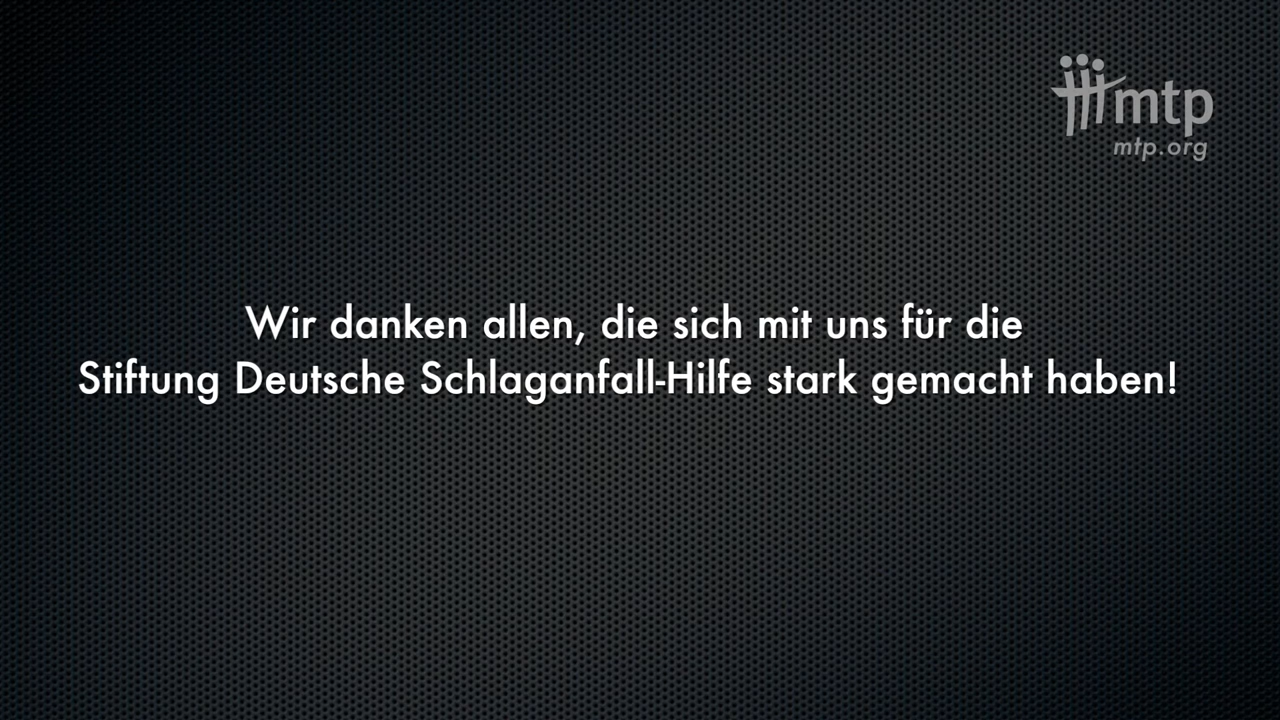 mtp
mtp.org
Wir danken allen, die sich mit uns für die
Stiftung Deutsche Schlaganfall-Hilfe stark gemacht haben!